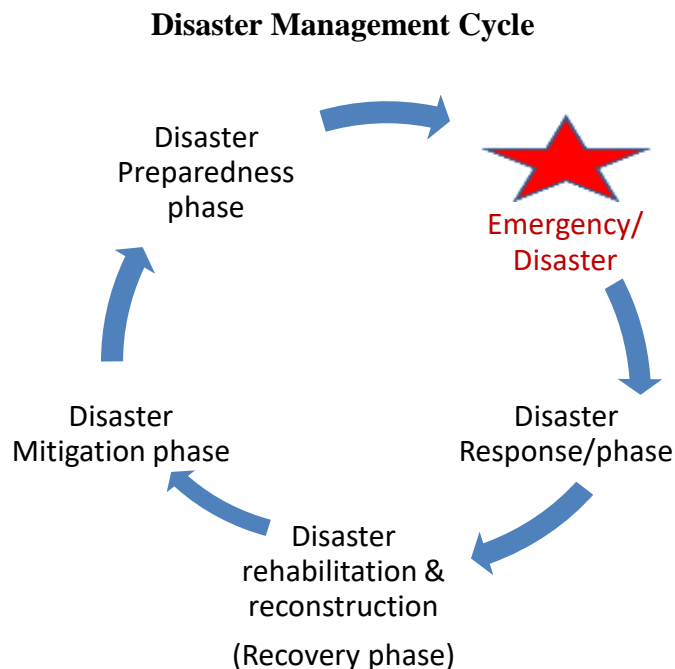 Disaster Management Cycle
Disaster
Preparedness
phase
Emergency/
Disaster
Disaster
Response/phase
Disaster
rehabilitation &
reconstruction
(Recovery phase)
Disaster
Mitigation phase